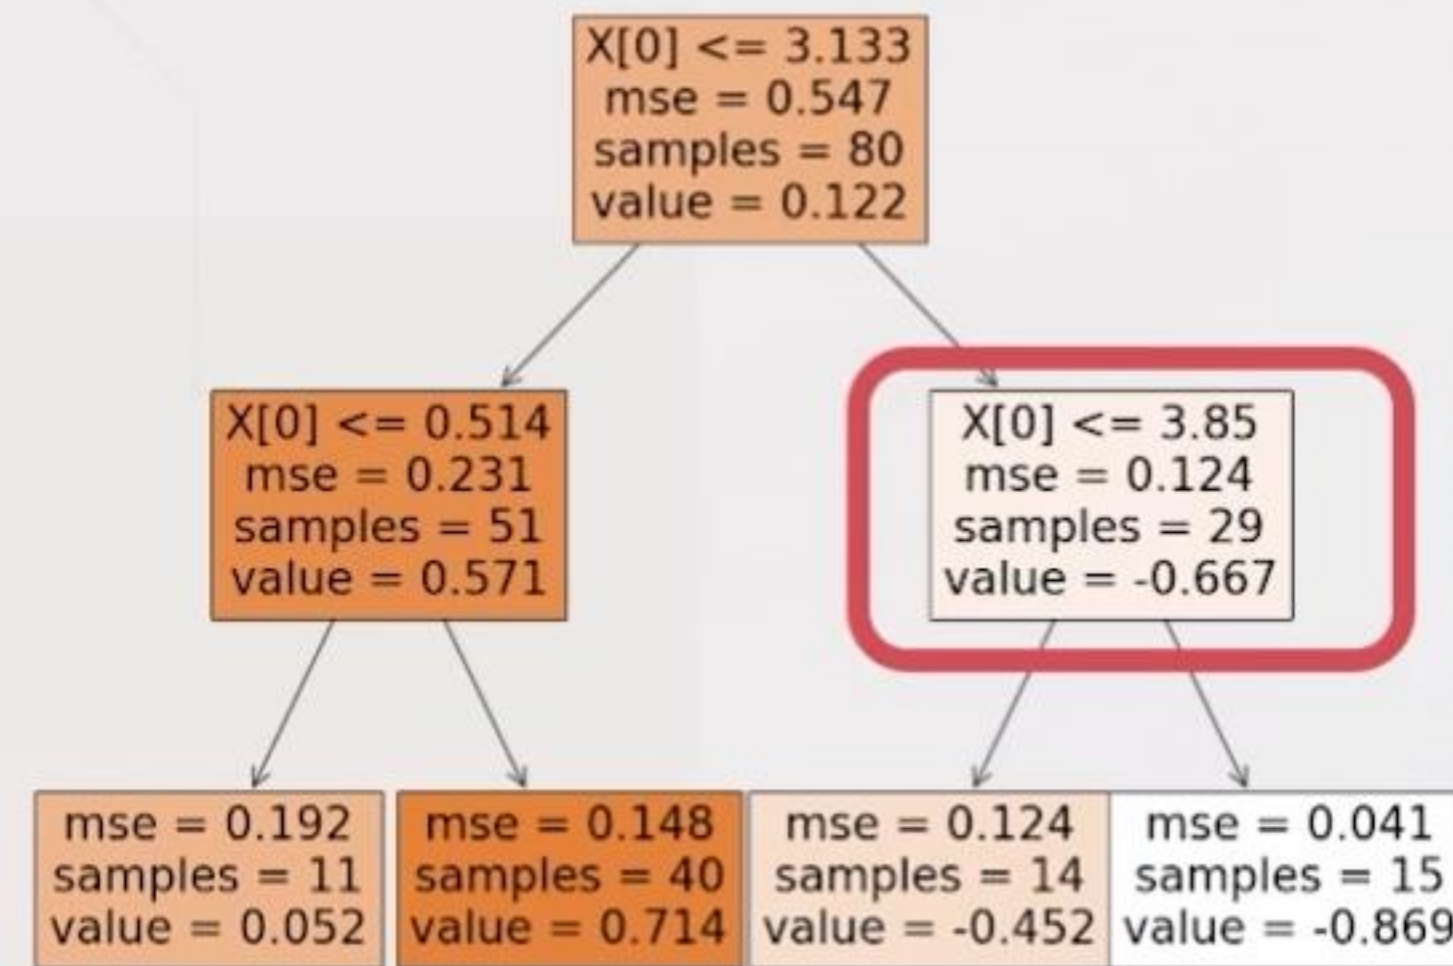 X[0] <= 3.133
mse = 0.547
samples = 80
value = 0.122
X[0] <= 0.514
mse = 0.231
samples = 51
value = 0.571
X[0] <= 3.85
mse = 0.124
samples = 29
value = -0.667
mse = 0.192
samples = 11
value = 0.052
mse = 0.148
samples = 40
value = 0.714
mse = 0.124
samples = 14
value = -0.452
mse = 0.041
samples = 15
value = -0.869